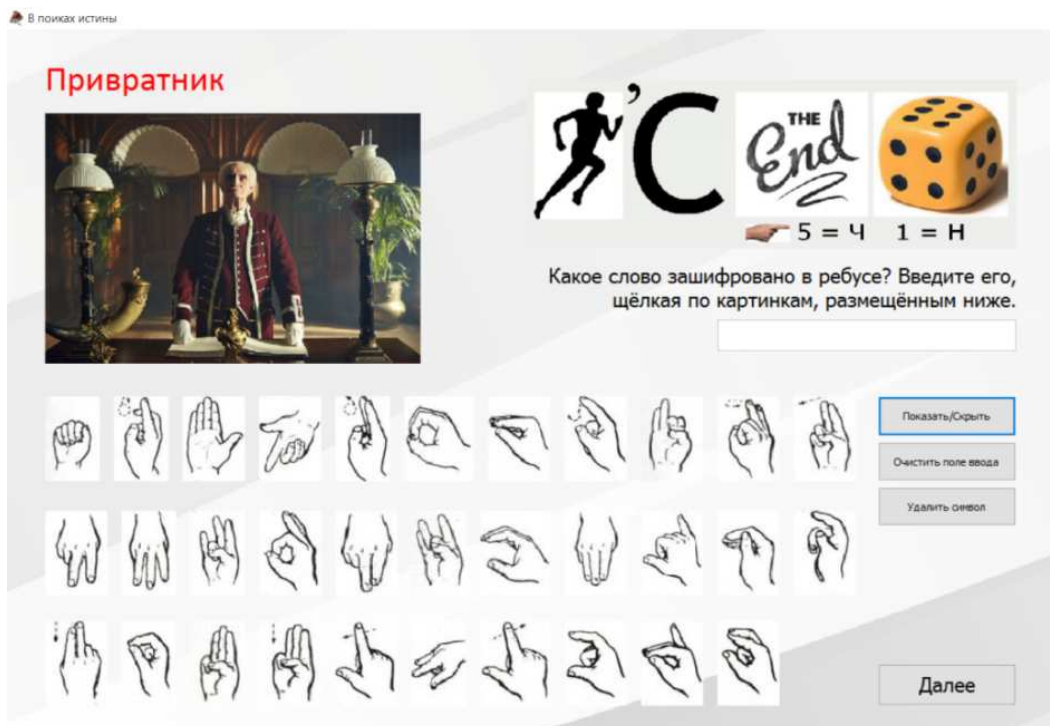 В поиках истины
Привратник
’С
THE
End
5 = Ч 1 = Н
Какое слово зашифровано в ребусе? Введите его,
щёлкая по картинкам, размещённым ниже.
Показать/Скрыть
Очистить поле ввода
Удалить символ
Далее